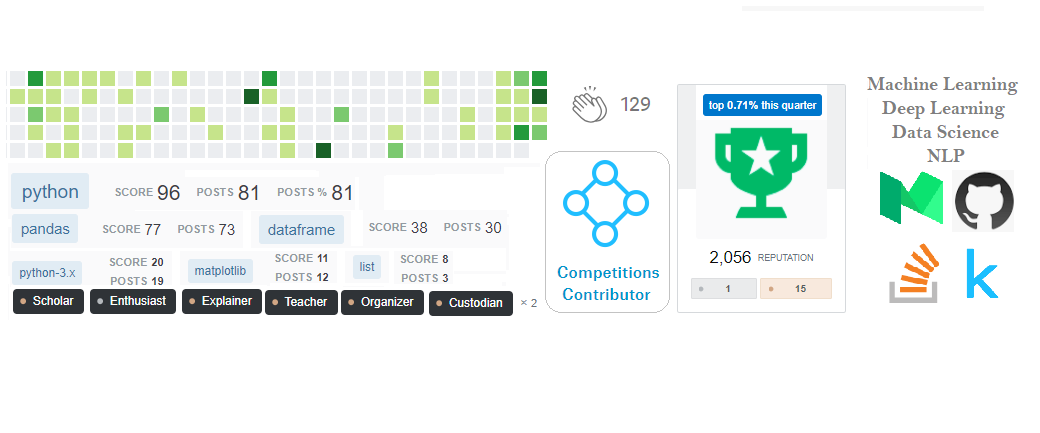 129
top 0.71% this quarter
Machine Learning
Deep Learning
Data Science
NLP
python SCORE 96 POSTS 81 POSTS % 81
pandas SCORE 77 POSTS 73 dataframe SCORE 38 POSTS 30
python-3.x SCORE 20 POSTS 19
matplotlib SCORE 11 POSTS 12
list SCORE 8 POSTS 3
Scholar Enthusiast Explainer Teacher Organizer Custodian × 2
Competitions
Contributor
2,056 REPUTATION
1 15
k